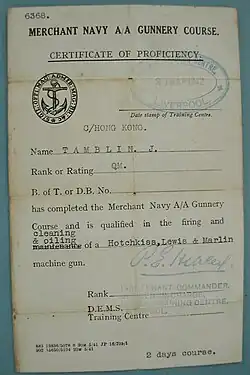 6368.
MERCHANT NAVY A/A GUNNERY COURSE.
CERTIFICATE OF PROFICIENCY.
Date stamp of Training Centre.
C/HONG KONG.
Name TAMBLIN, J.
Rank or Rating QM.
B. of T. or D.B. No.
has completed the Merchant Navy A/A Gunnery
Course and is qualified in the firing and
cleaning
& oiling
maintenance of a Hotchkiss, Lewis & Marlin
machine gun.
LIEUTENANT COMMANDER.
Rank
D.E.M.S.
Training Centre
2 days course.